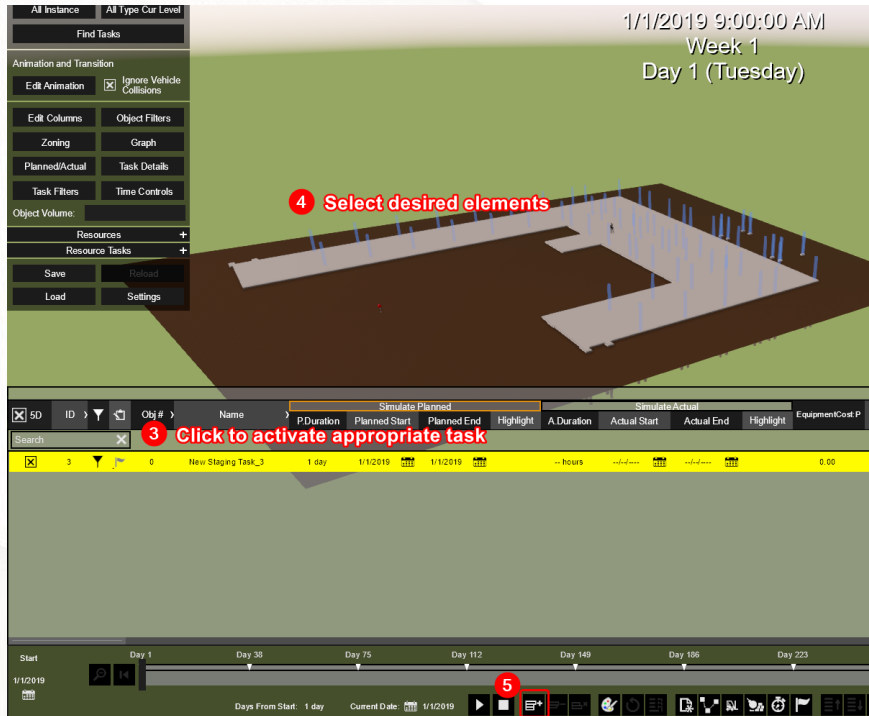 All Instance All Type Cur Level
Find Tasks
Animation and Transition
Edit Animation Ignore Vehicle Collisions
Edit Columns Object Filters
Zoning Graph
Planned/Actual Task Details
Task Filters Time Controls
Object Volume:
Resources +
Resource Tasks +
Save Reload
Load Settings
1/1/2019 9:00:00 AM
Week 1
Day 1 (Tuesday)
4 Select desired elements
Simulate Planned Simulate Actual
5D ID Obj # Name P.Duration Planned Start Planned End Highlight A.Duration Actual Start Actual End Highlight EquipmentCost P
Search
3 Click to activate appropriate task
3 0 New Staging Task_3 1 day 1/1/2019 1/1/2019 -- hours --/--/---- --/--/---- 0.00
Start Day 1 Day 38 Day 75 Day 112 Day 149 Day 186 Day 223
1/1/2019
5
Days From Start: 1 day Current Date: 1/1/2019